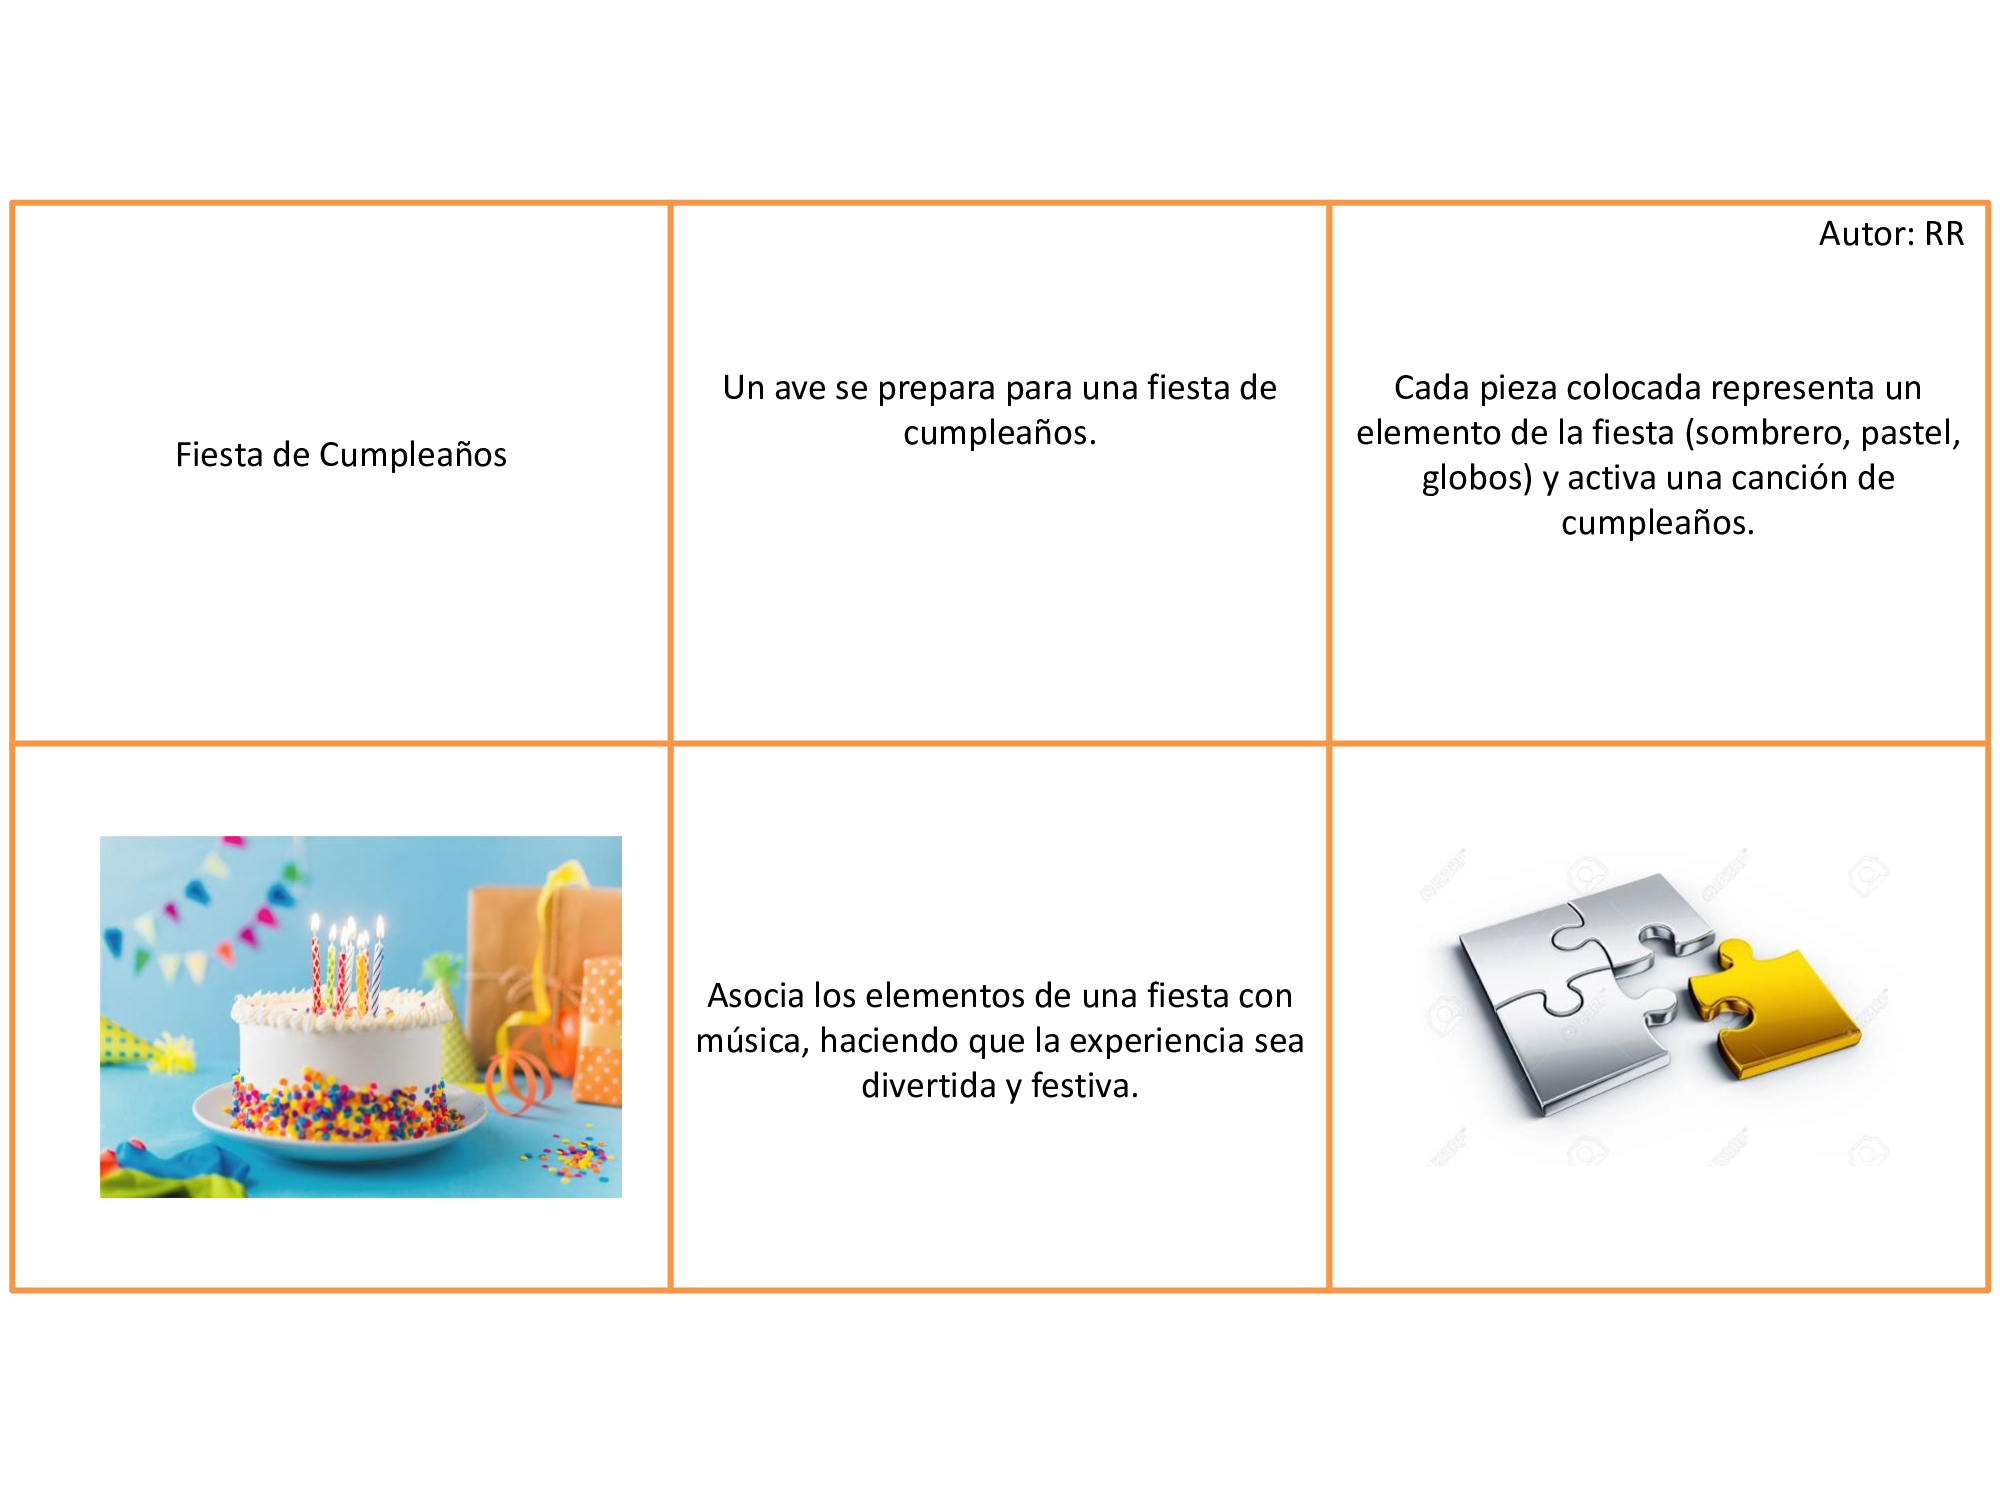 Autor: RR
Fiesta de Cumpleaños
Un ave se prepara para una fiesta de
cumpleaños.
Cada pieza colocada representa un
elemento de la fiesta (sombrero, pastel,
globos) y activa una canción de
cumpleaños.
Asocia los elementos de una fiesta con
música, haciendo que la experiencia sea
divertida y festiva.